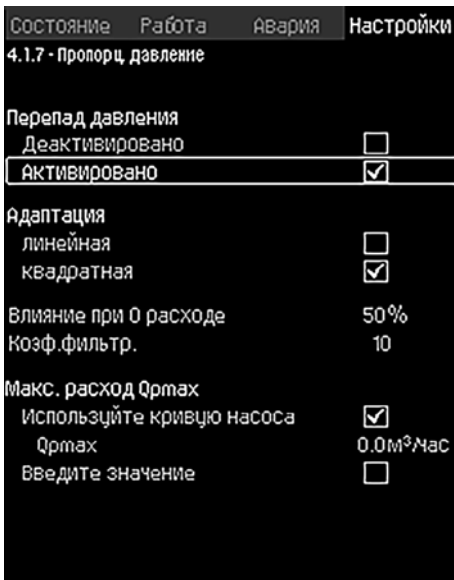 Состояние Работа Авария Настройки
4.1.7 - Пропорц. давление
Перепад давления
Деактивировано
Активировано
Адаптация
линейная
квадратная
Влияние при 0 расходе 50%
Коэф.фильтр. 10
Макс. расход Qpmax
Используйте кривую насоса
Qpmax 0.0м³/час
Введите значение